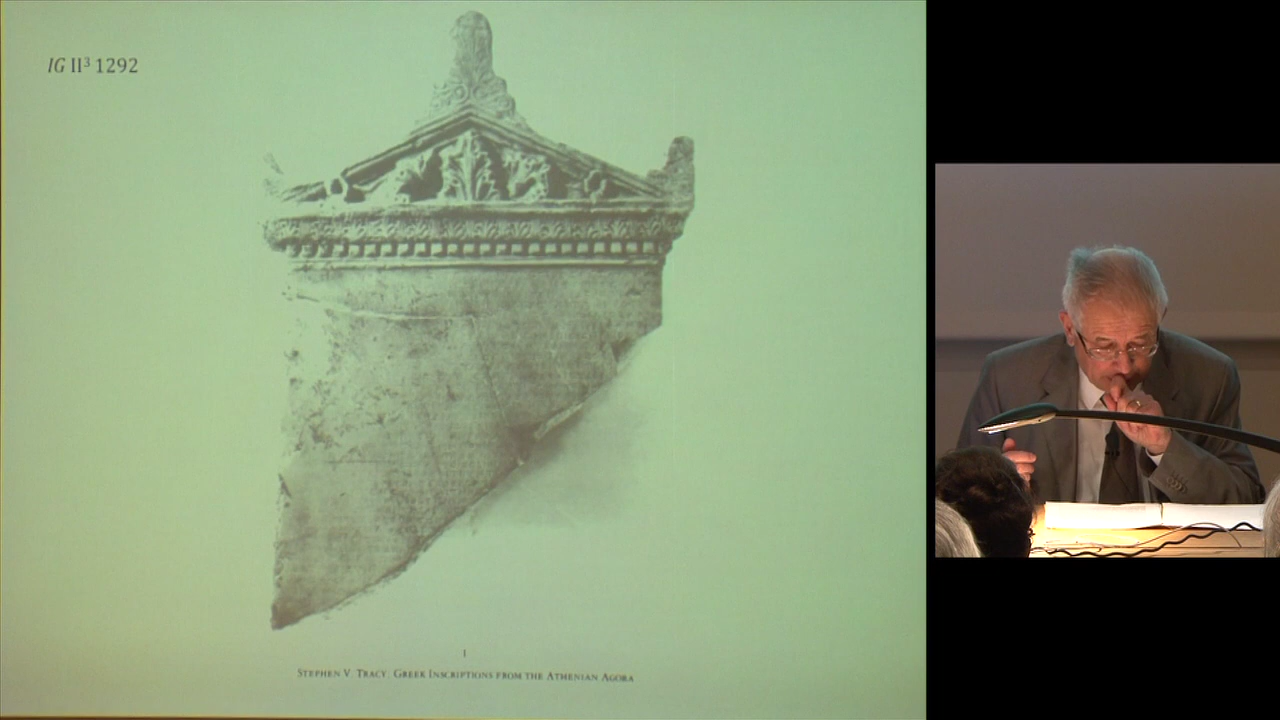 IG II³ 1292
1
STEPHEN V. TRACY: GREEK INSCRIPTIONS FROM THE ATHENIAN AGORA